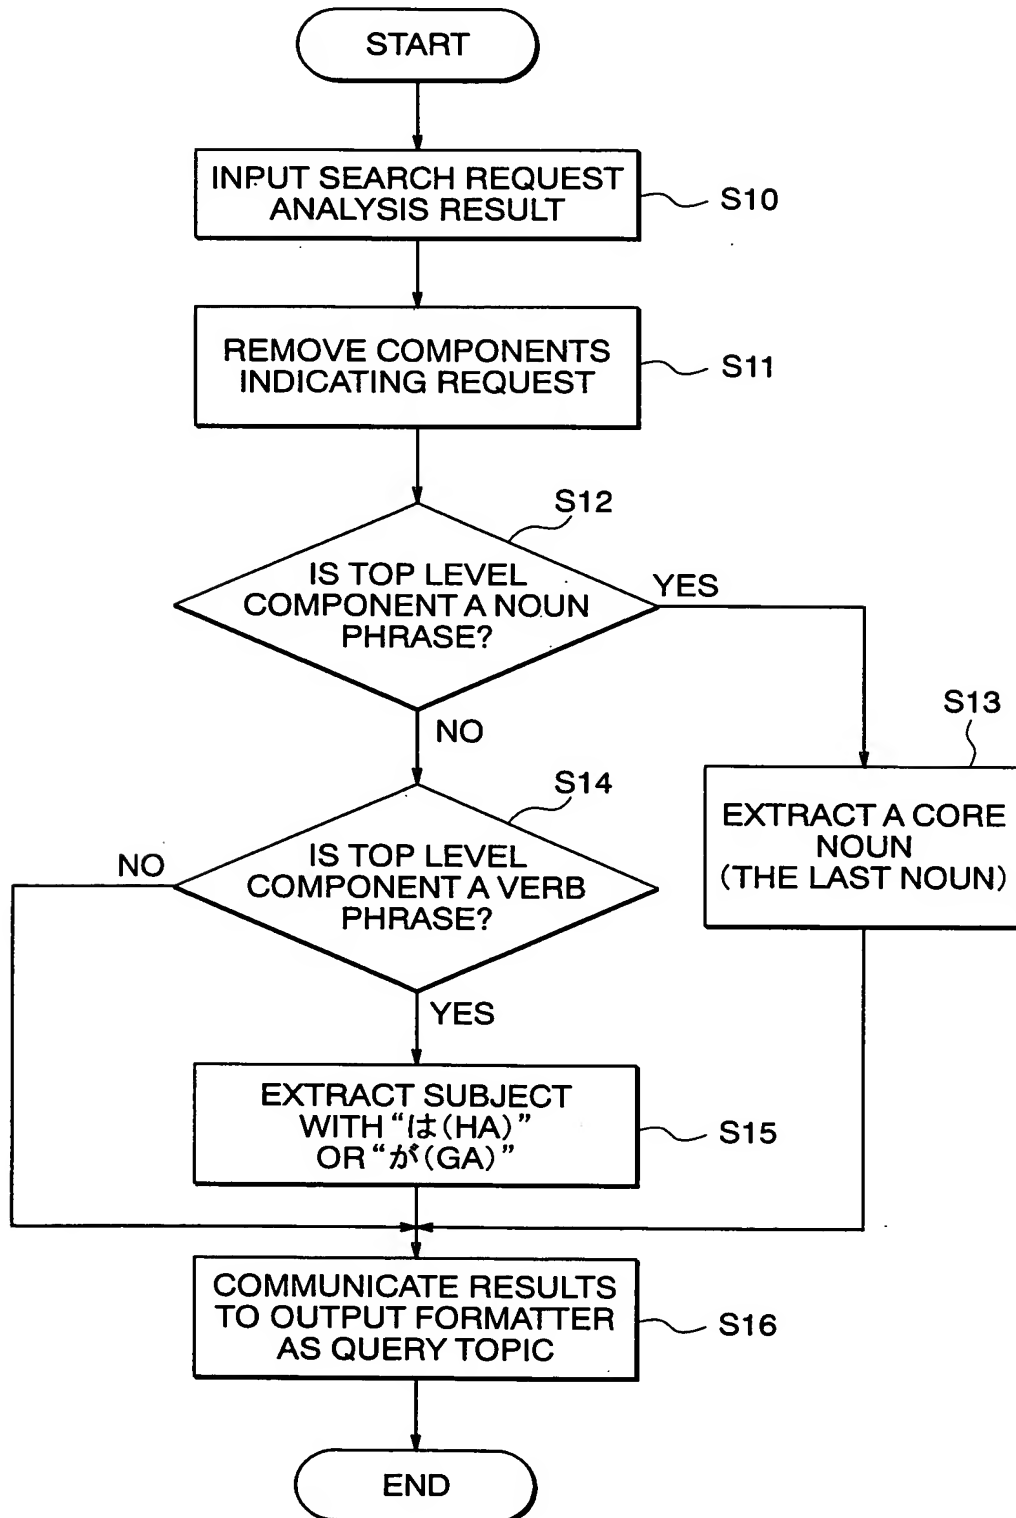 START
INPUT SEARCH REQUEST
ANALYSIS RESULT
S10
REMOVE COMPONENTS
INDICATING REQUEST
S11
S12
IS TOP LEVEL
COMPONENT A NOUN
PHRASE?
YES
NO
S13
EXTRACT A CORE
NOUN
(THE LAST NOUN)
S14
IS TOP LEVEL
COMPONENT A VERB
PHRASE?
NO
YES
EXTRACT SUBJECT
WITH “は(HA)”
OR “が(GA)”
S15
COMMUNICATE RESULTS
TO OUTPUT FORMATTER
AS QUERY TOPIC
S16
END